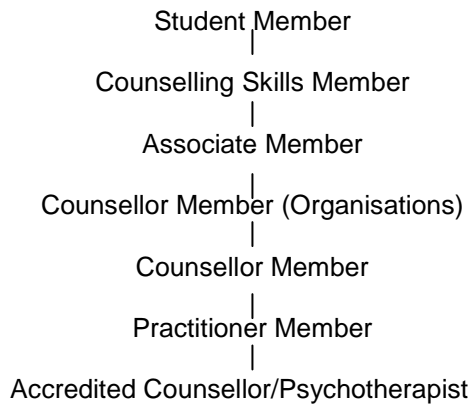 Student Member
Counselling Skills Member
Associate Member
Counsellor Member (Organisations)
Counsellor Member
Practitioner Member
Accredited Counsellor/Psychotherapist